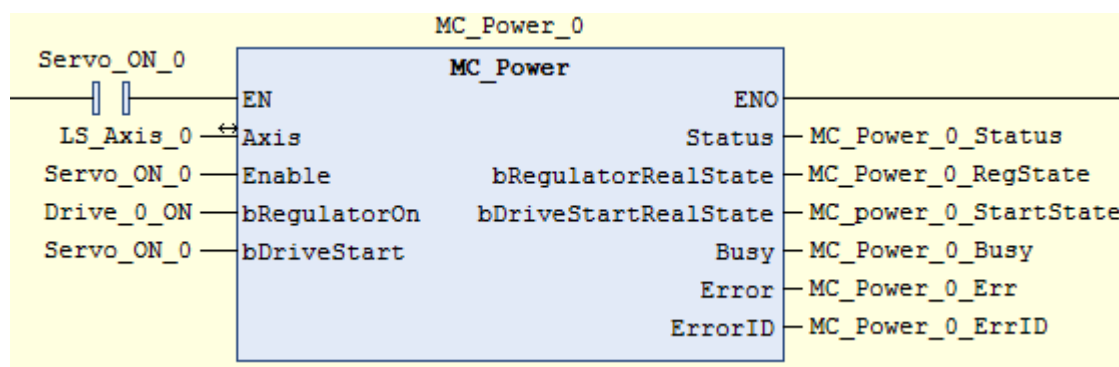 MC_Power_0
Servo_ON_0
MC_Power
EN ENO
LS_Axis_0 Axis Status MC_Power_0_Status
Servo_ON_0 Enable bRegulatorRealState MC_Power_0_RegState
Drive_0_ON bRegulatorOn bDriveStartRealState MC_power_0_StartState
Servo_ON_0 bDriveStart Busy MC_Power_0_Busy
Error MC_Power_0_Err
ErrorID MC_Power_0_ErrID